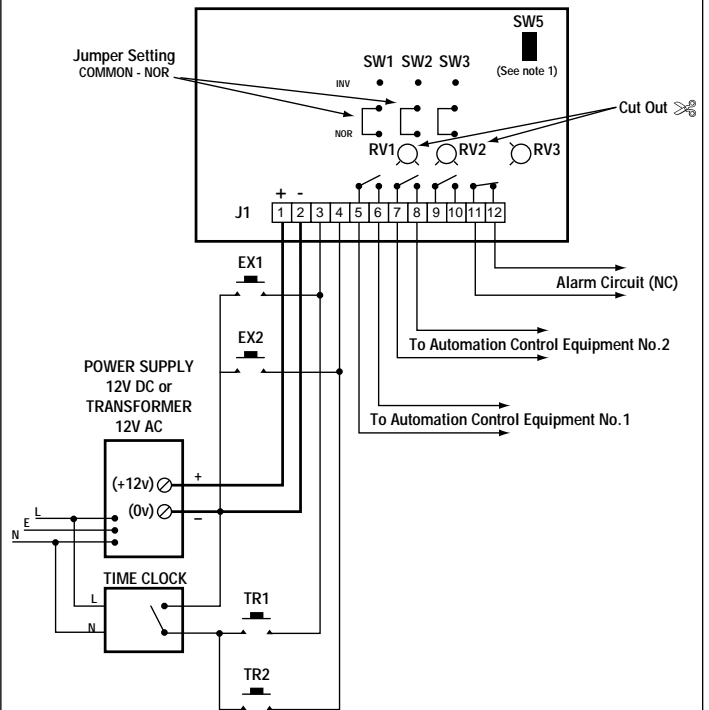 SW5
(See note 1)
Jumper Setting
COMMON - NOR
SW1 SW2 SW3
INV
NOR
Cut Out ✂
RV1 RV2 RV3
+ -
J1 1 2 3 4 5 6 7 8 9 10 11 12
EX1
Alarm Circuit (NC)
EX2
To Automation Control Equipment No.2
POWER SUPPLY
12V DC or
TRANSFORMER
12V AC
To Automation Control Equipment No.1
(+12v) +
(0v) –
L
E
N
TIME CLOCK
L
N
TR1
TR2